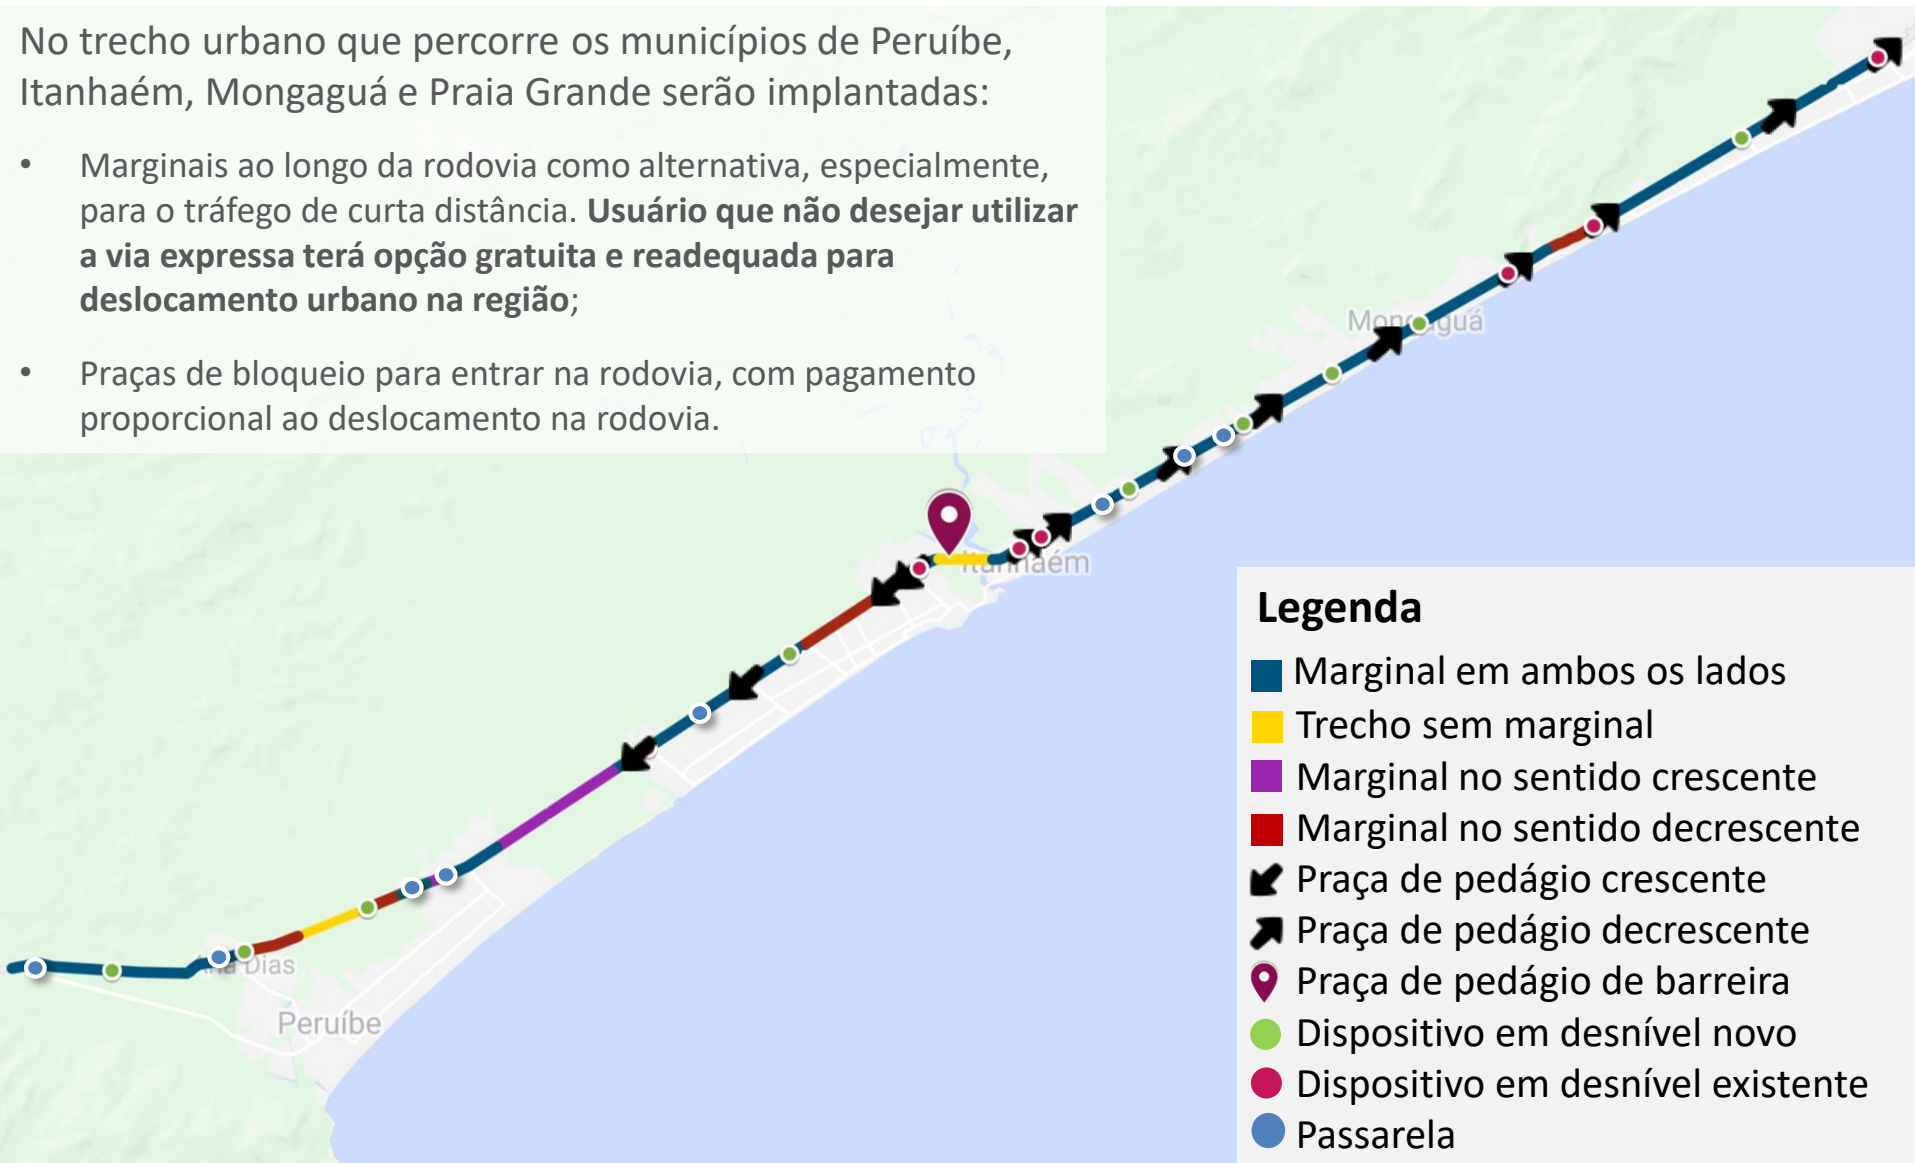 No trecho urbano que percorre os municípios de Peruíbe,
Itanhaém, Mongaguá e Praia Grande serão implantadas:
• Marginais ao longo da rodovia como alternativa, especialmente,
para o tráfego de curta distância. Usuário que não desejar utilizar
a via expressa terá opção gratuita e readequada para
deslocamento urbano na região;
• Praças de bloqueio para entrar na rodovia, com pagamento
proporcional ao deslocamento na rodovia.
Mongaguá
Itanhaém
Ana Dias
Peruíbe
Legenda
Marginal em ambos os lados
Trecho sem marginal
Marginal no sentido crescente
Marginal no sentido decrescente
Praça de pedágio crescente
Praça de pedágio decrescente
Praça de pedágio de barreira
Dispositivo em desnível novo
Dispositivo em desnível existente
Passarela